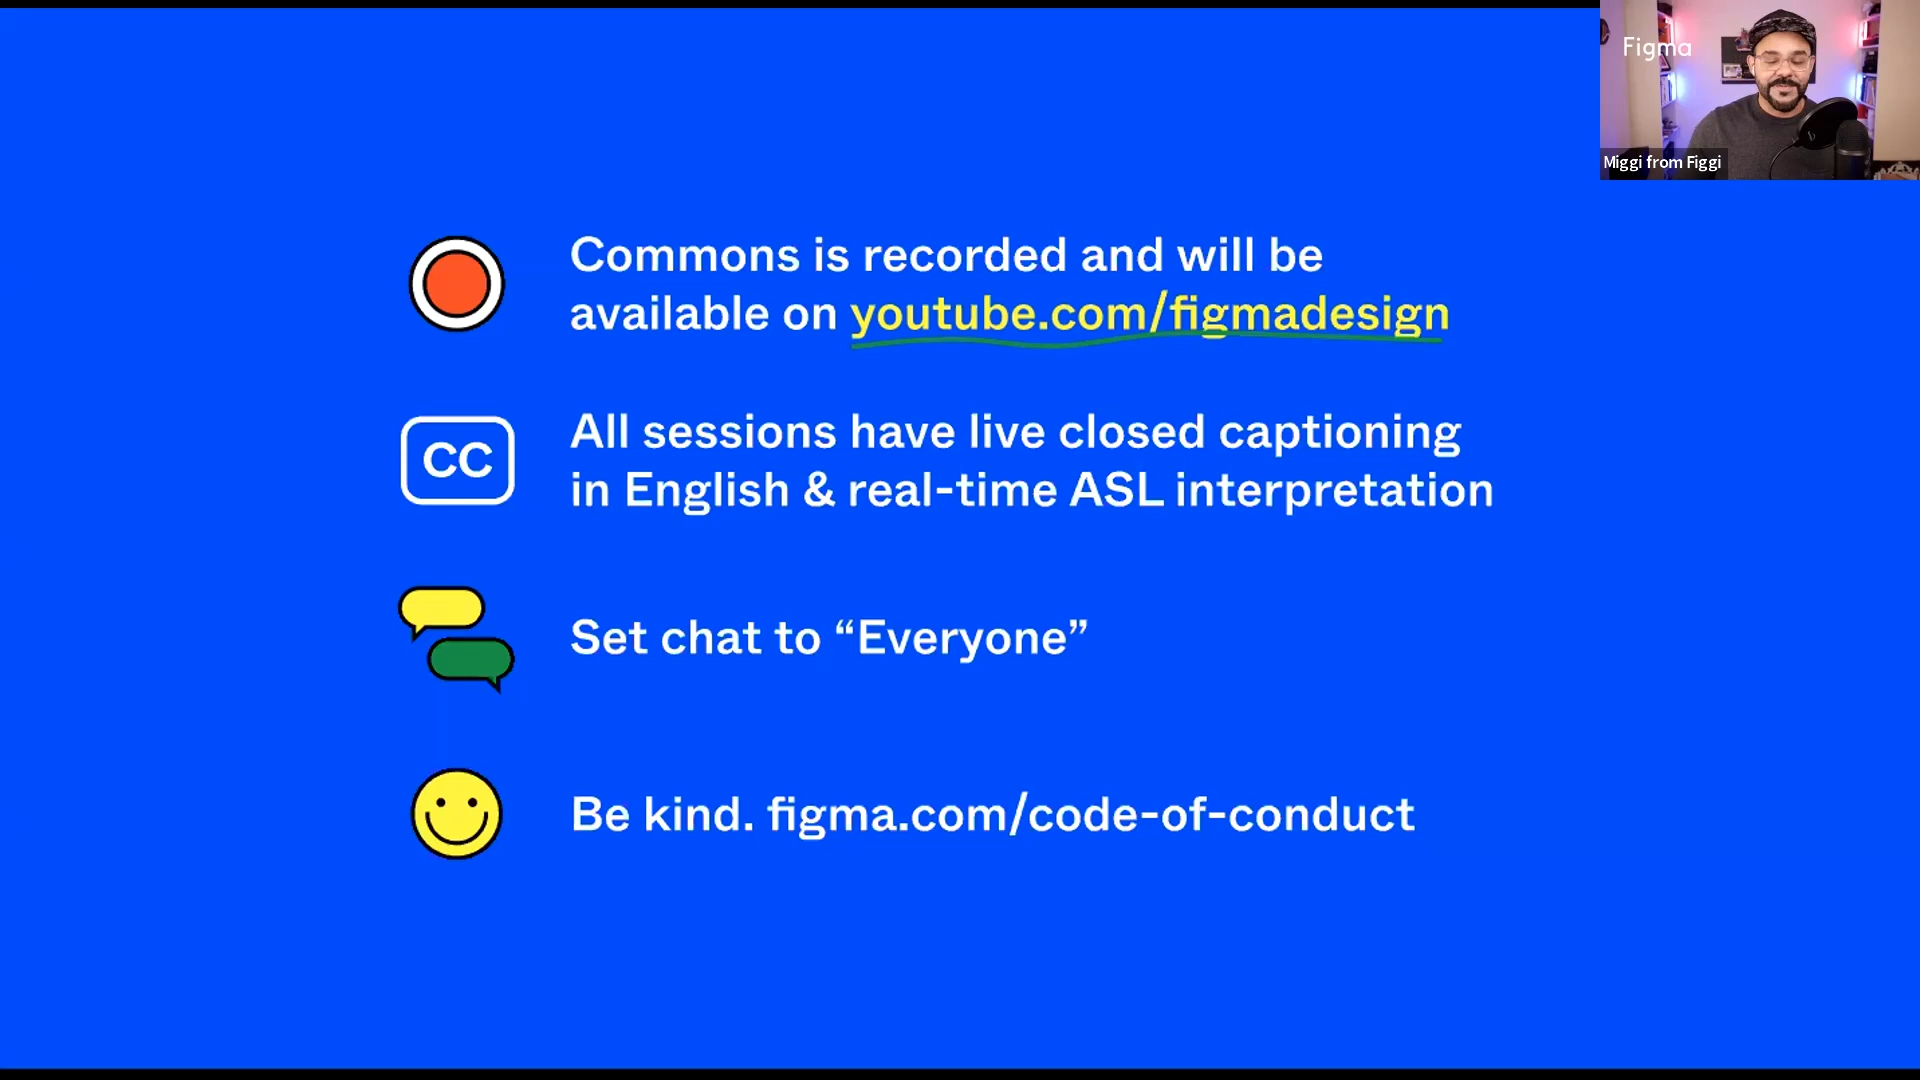 Figma
Miggi from Figgi
Commons is recorded and will be
available on youtube.com/figmadesign
CC
All sessions have live closed captioning
in English & real-time ASL interpretation
Set chat to “Everyone”
Be kind. figma.com/code-of-conduct